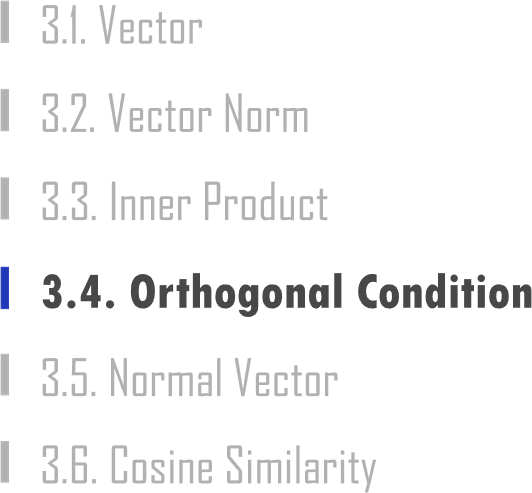 3.1. Vector
3.2. Vector Norm
3.3. Inner Product
3.4. Orthogonal Condition
3.5. Normal Vector
3.6. Cosine Similarity